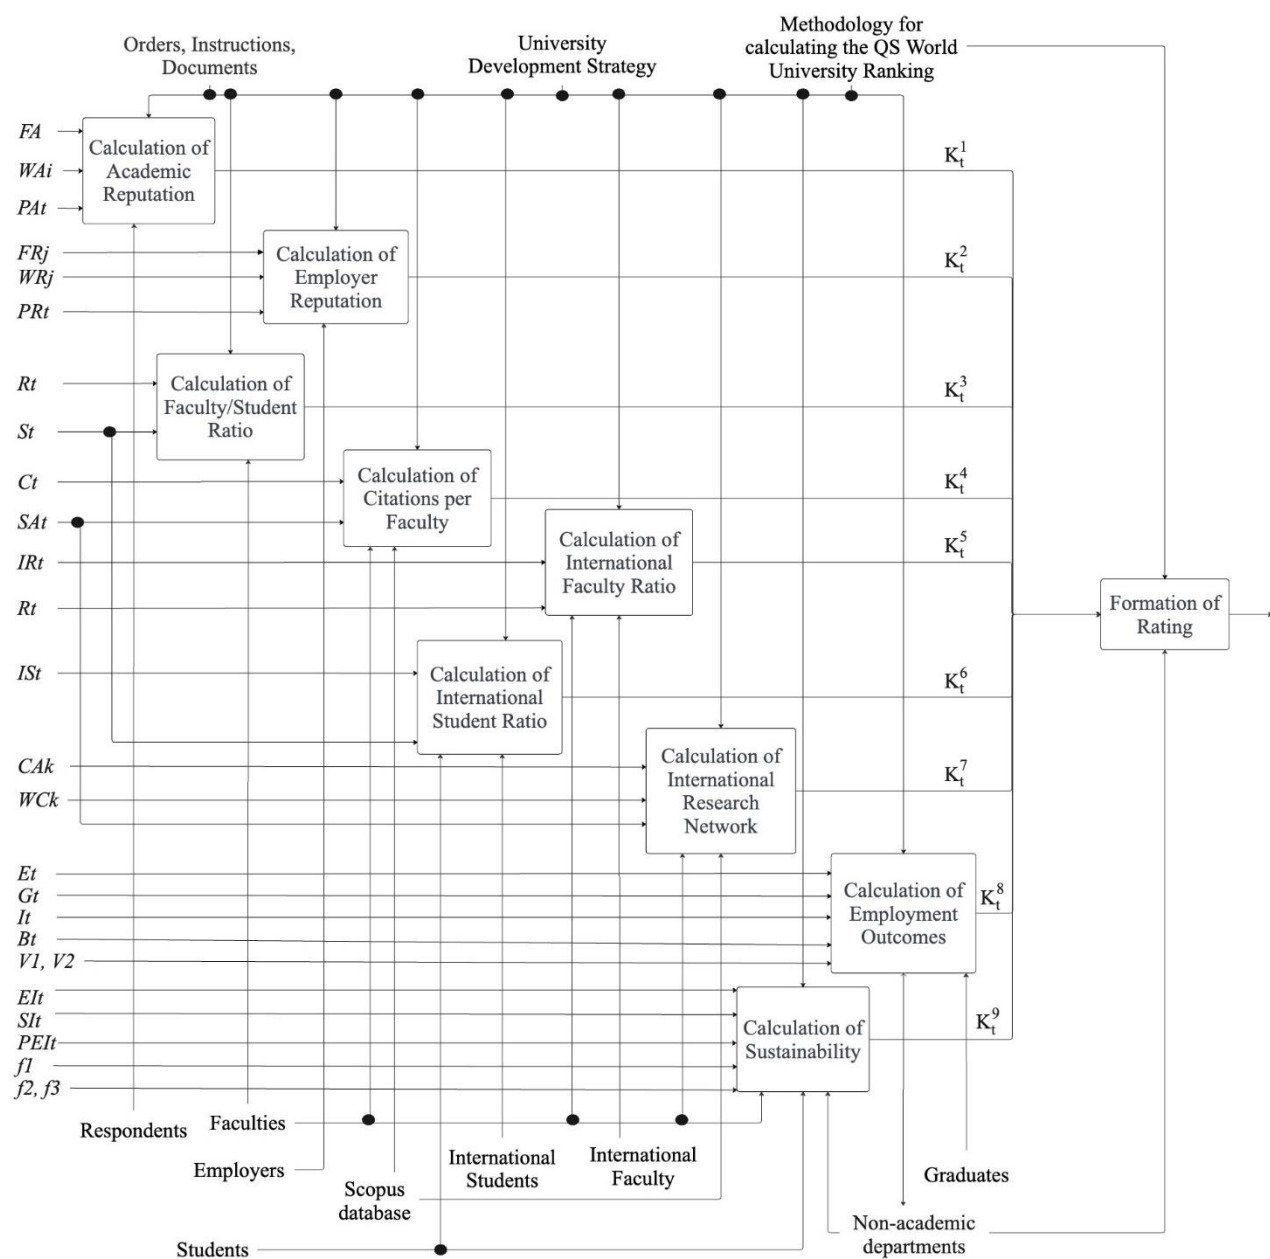 Orders, Instructions,
Documents
University
Development Strategy
Methodology for
calculating the QS World
University Ranking
FA
WAi
PAt
Calculation of
Academic
Reputation
K_t^1
FRj
WRj
PRt
Calculation of
Employer
Reputation
K_t^2
Rt
St
Calculation of
Faculty/Student
Ratio
K_t^3
Ct
SAt
Calculation of
Citations per
Faculty
K_t^4
IRt
Rt
Calculation of
International
Faculty Ratio
K_t^5
Formation of
Rating
ISt
Calculation of
International
Student Ratio
K_t^6
CAk
WCk
Calculation of
International
Research
Network
K_t^7
Et
Gt
It
Bt
V1, V2
Calculation of
Employment
Outcomes
K_t^8
EIt
SIt
PEIt
f1
f2, f3
Calculation of
Sustainability
K_t^9
Respondents
Faculties
Employers
Scopus
database
International
Students
International
Faculty
Graduates
Non-academic
departments
Students